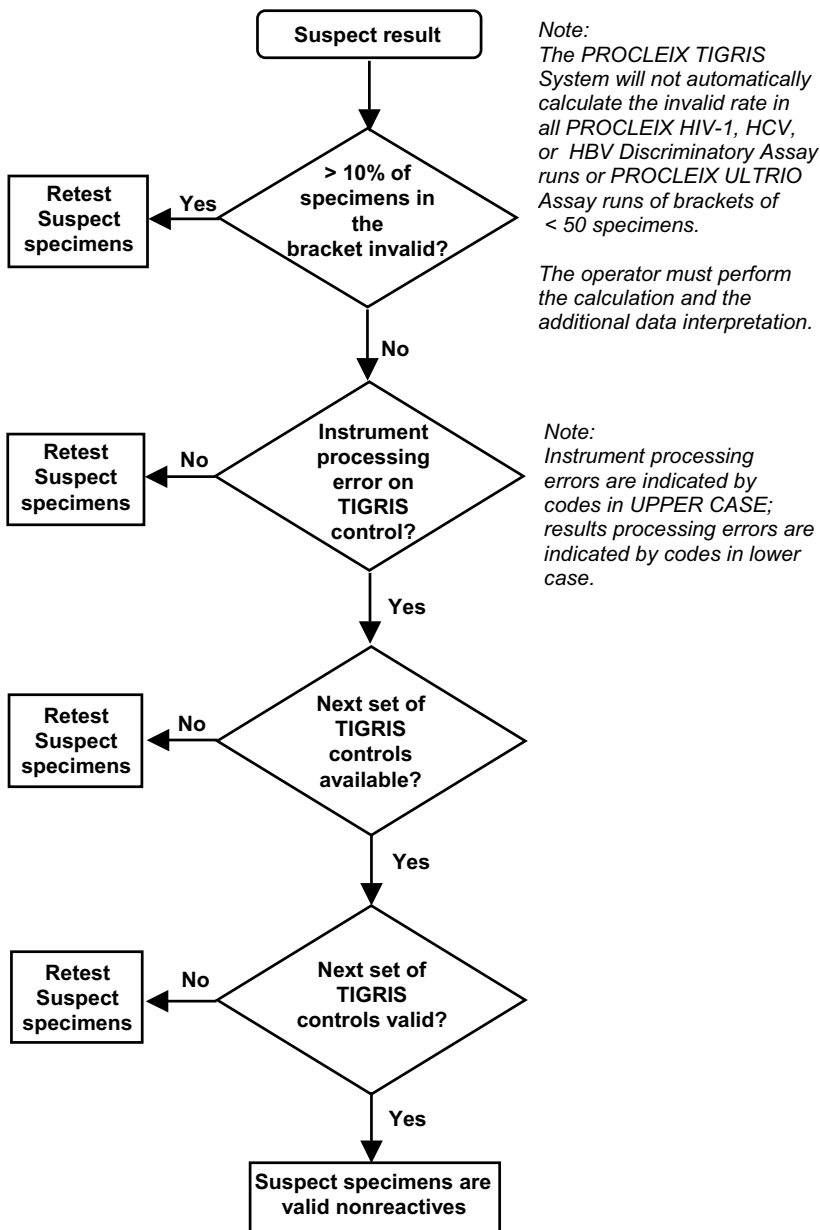 Suspect result
Note:
The PROCLEIX TIGRIS
System will not automatically
calculate the invalid rate in
all PROCLEIX HIV-1, HCV,
or HBV Discriminatory Assay
runs or PROCLEIX ULTRIO
Assay runs of brackets of
< 50 specimens.
The operator must perform
the calculation and the
additional data interpretation.
> 10% of
specimens in
the
bracket invalid?
Yes
Retest
Suspect
specimens
No
Instrument
processing
error on
TIGRIS
control?
No
Retest
Suspect
specimens
Note:
Instrument processing
errors are indicated by
codes in UPPER CASE;
results processing errors are
indicated by codes in lower
case.
Yes
Next set of
TIGRIS
controls
available?
No
Retest
Suspect
specimens
Yes
Next set of
TIGRIS
controls valid?
No
Retest
Suspect
specimens
Yes
Suspect specimens are
valid nonreactives